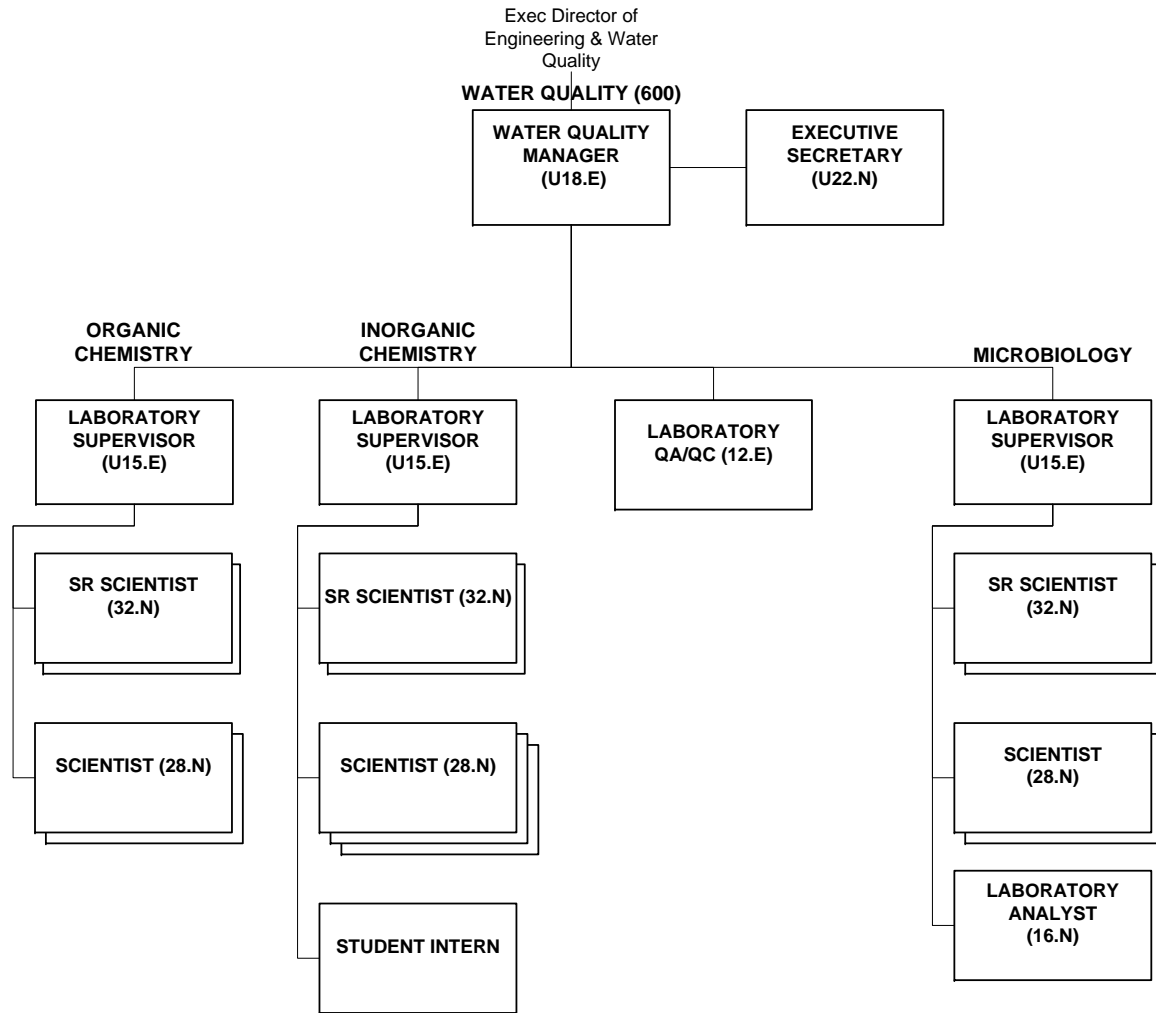 Exec Director of
Engineering & Water
Quality
WATER QUALITY (600)
WATER QUALITY
MANAGER
(U18.E)
EXECUTIVE
SECRETARY
(U22.N)
ORGANIC
CHEMISTRY
INORGANIC
CHEMISTRY
MICROBIOLOGY
LABORATORY
SUPERVISOR
(U15.E)
LABORATORY
SUPERVISOR
(U15.E)
LABORATORY
QA/QC (12.E)
LABORATORY
SUPERVISOR
(U15.E)
SR SCIENTIST
(32.N)
SR SCIENTIST (32.N)
SR SCIENTIST
(32.N)
SCIENTIST (28.N)
SCIENTIST (28.N)
SCIENTIST
(28.N)
STUDENT INTERN
LABORATORY
ANALYST
(16.N)